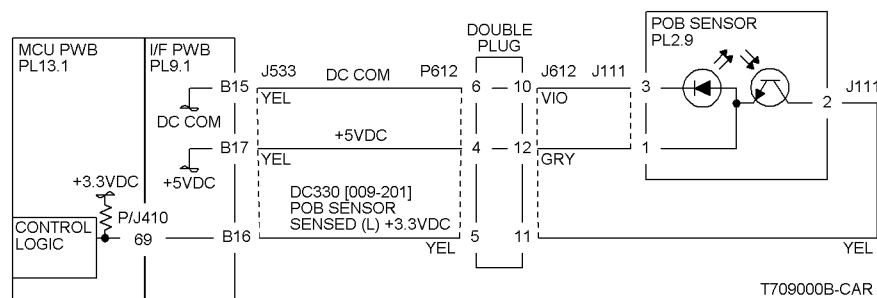 MCU PWB
PL13.1
I/F PWB
PL9.1
DOUBLE
PLUG
POB SENSOR
PL2.9
B15
J533
DC COM
P612
6
10
J612
J111
3
2
J111
YEL
VIO
DC COM
B17
+5VDC
4
12
1
YEL
GRY
+5VDC
+3.3VDC
P/J410
DC330 [009-201]
POB SENSOR
SENSED (L) +3.3VDC
CONTROL
LOGIC
69
B16
5
11
YEL
YEL
T709000B-CAR